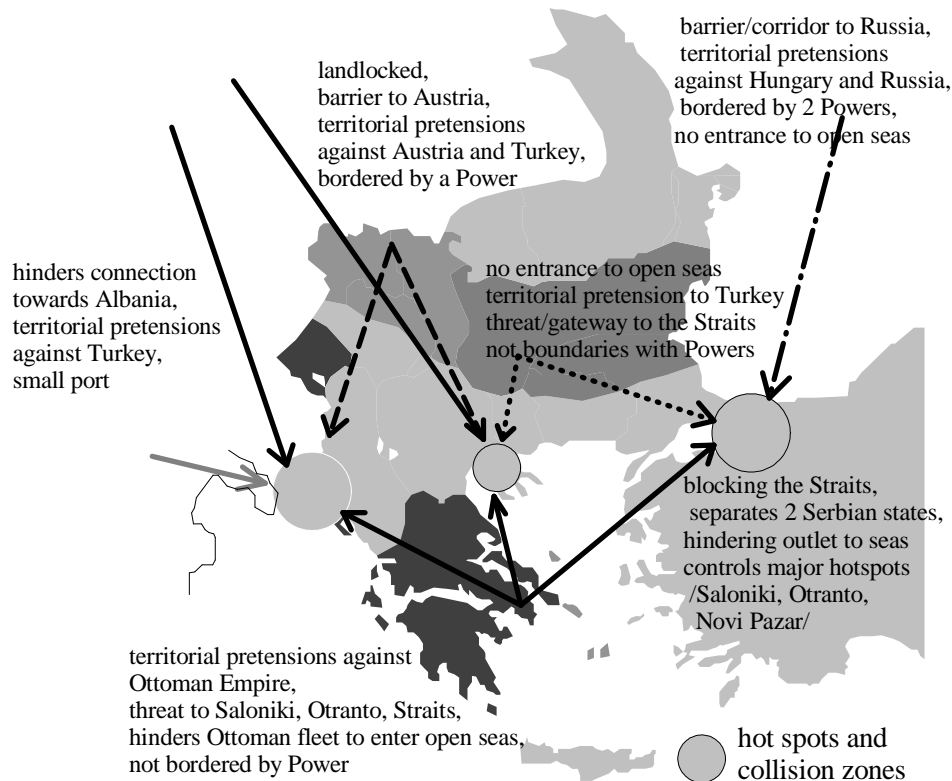 barrier/corridor to Russia,
territorial pretensions
against Hungary and Russia,
bordered by 2 Powers,
no entrance to open seas
landlocked,
barrier to Austria,
territorial pretensions
against Austria and Turkey,
bordered by a Power
hinders connection
towards Albania,
territorial pretensions
against Turkey,
small port
no entrance to open seas
territorial pretension to Turkey
threat/gateway to the Straits
not boundaries with Powers
blocking the Straits,
separates 2 Serbian states,
hindering outlet to seas
controls major hotspots
/Saloniki, Otranto,
Novi Pazar/
territorial pretensions against
Ottoman Empire,
threat to Saloniki, Otranto, Straits,
hinders Ottoman fleet to enter open seas,
not bordered by Power
hot spots and
collision zones